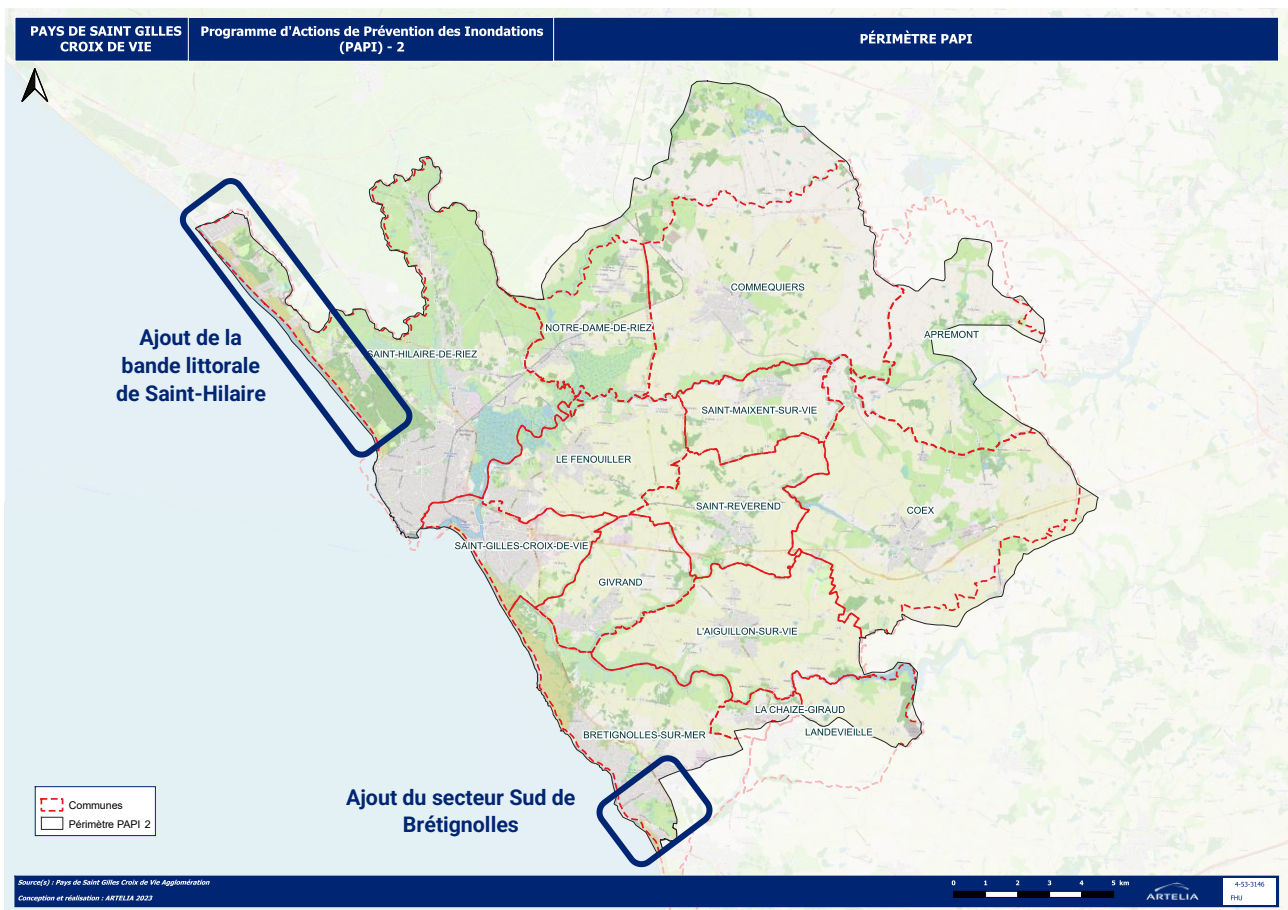 PAYS DE SAINT GILLES
CROIX DE VIE
Programme d'Actions de Prévention des Inondations
(PAPI) - 2
PÉRIMÈTRE PAPI
COMMEQUIERS
NOTRE-DAME-DE-RIEZ
APREMONT
Ajout de la
bande littorale
de Saint-Hilaire
SAINT-HILAIRE-DE-RIEZ
SAINT-MAIXENT-SUR-VIE
LE FENOUILLER
SAINT-REVEREND
COEX
SAINT-GILLES-CROIX-DE-VIE
GIVRAND
L'AIGUILLON-SUR-VIE
LA CHAIZE-GIRAUD
LANDEVIEILLE
BRETIGNOLLES-SUR-MER
Ajout du secteur Sud de
Brétignolles
Communes
Périmètre PAPI 2
Source(s) : Pays de Saint Gilles Croix de Vie Agglomération
Conception et réalisation : ARTELIA 2023
0 1 2 3 4 5 km
ARTELIA
4-53-3146
FHU